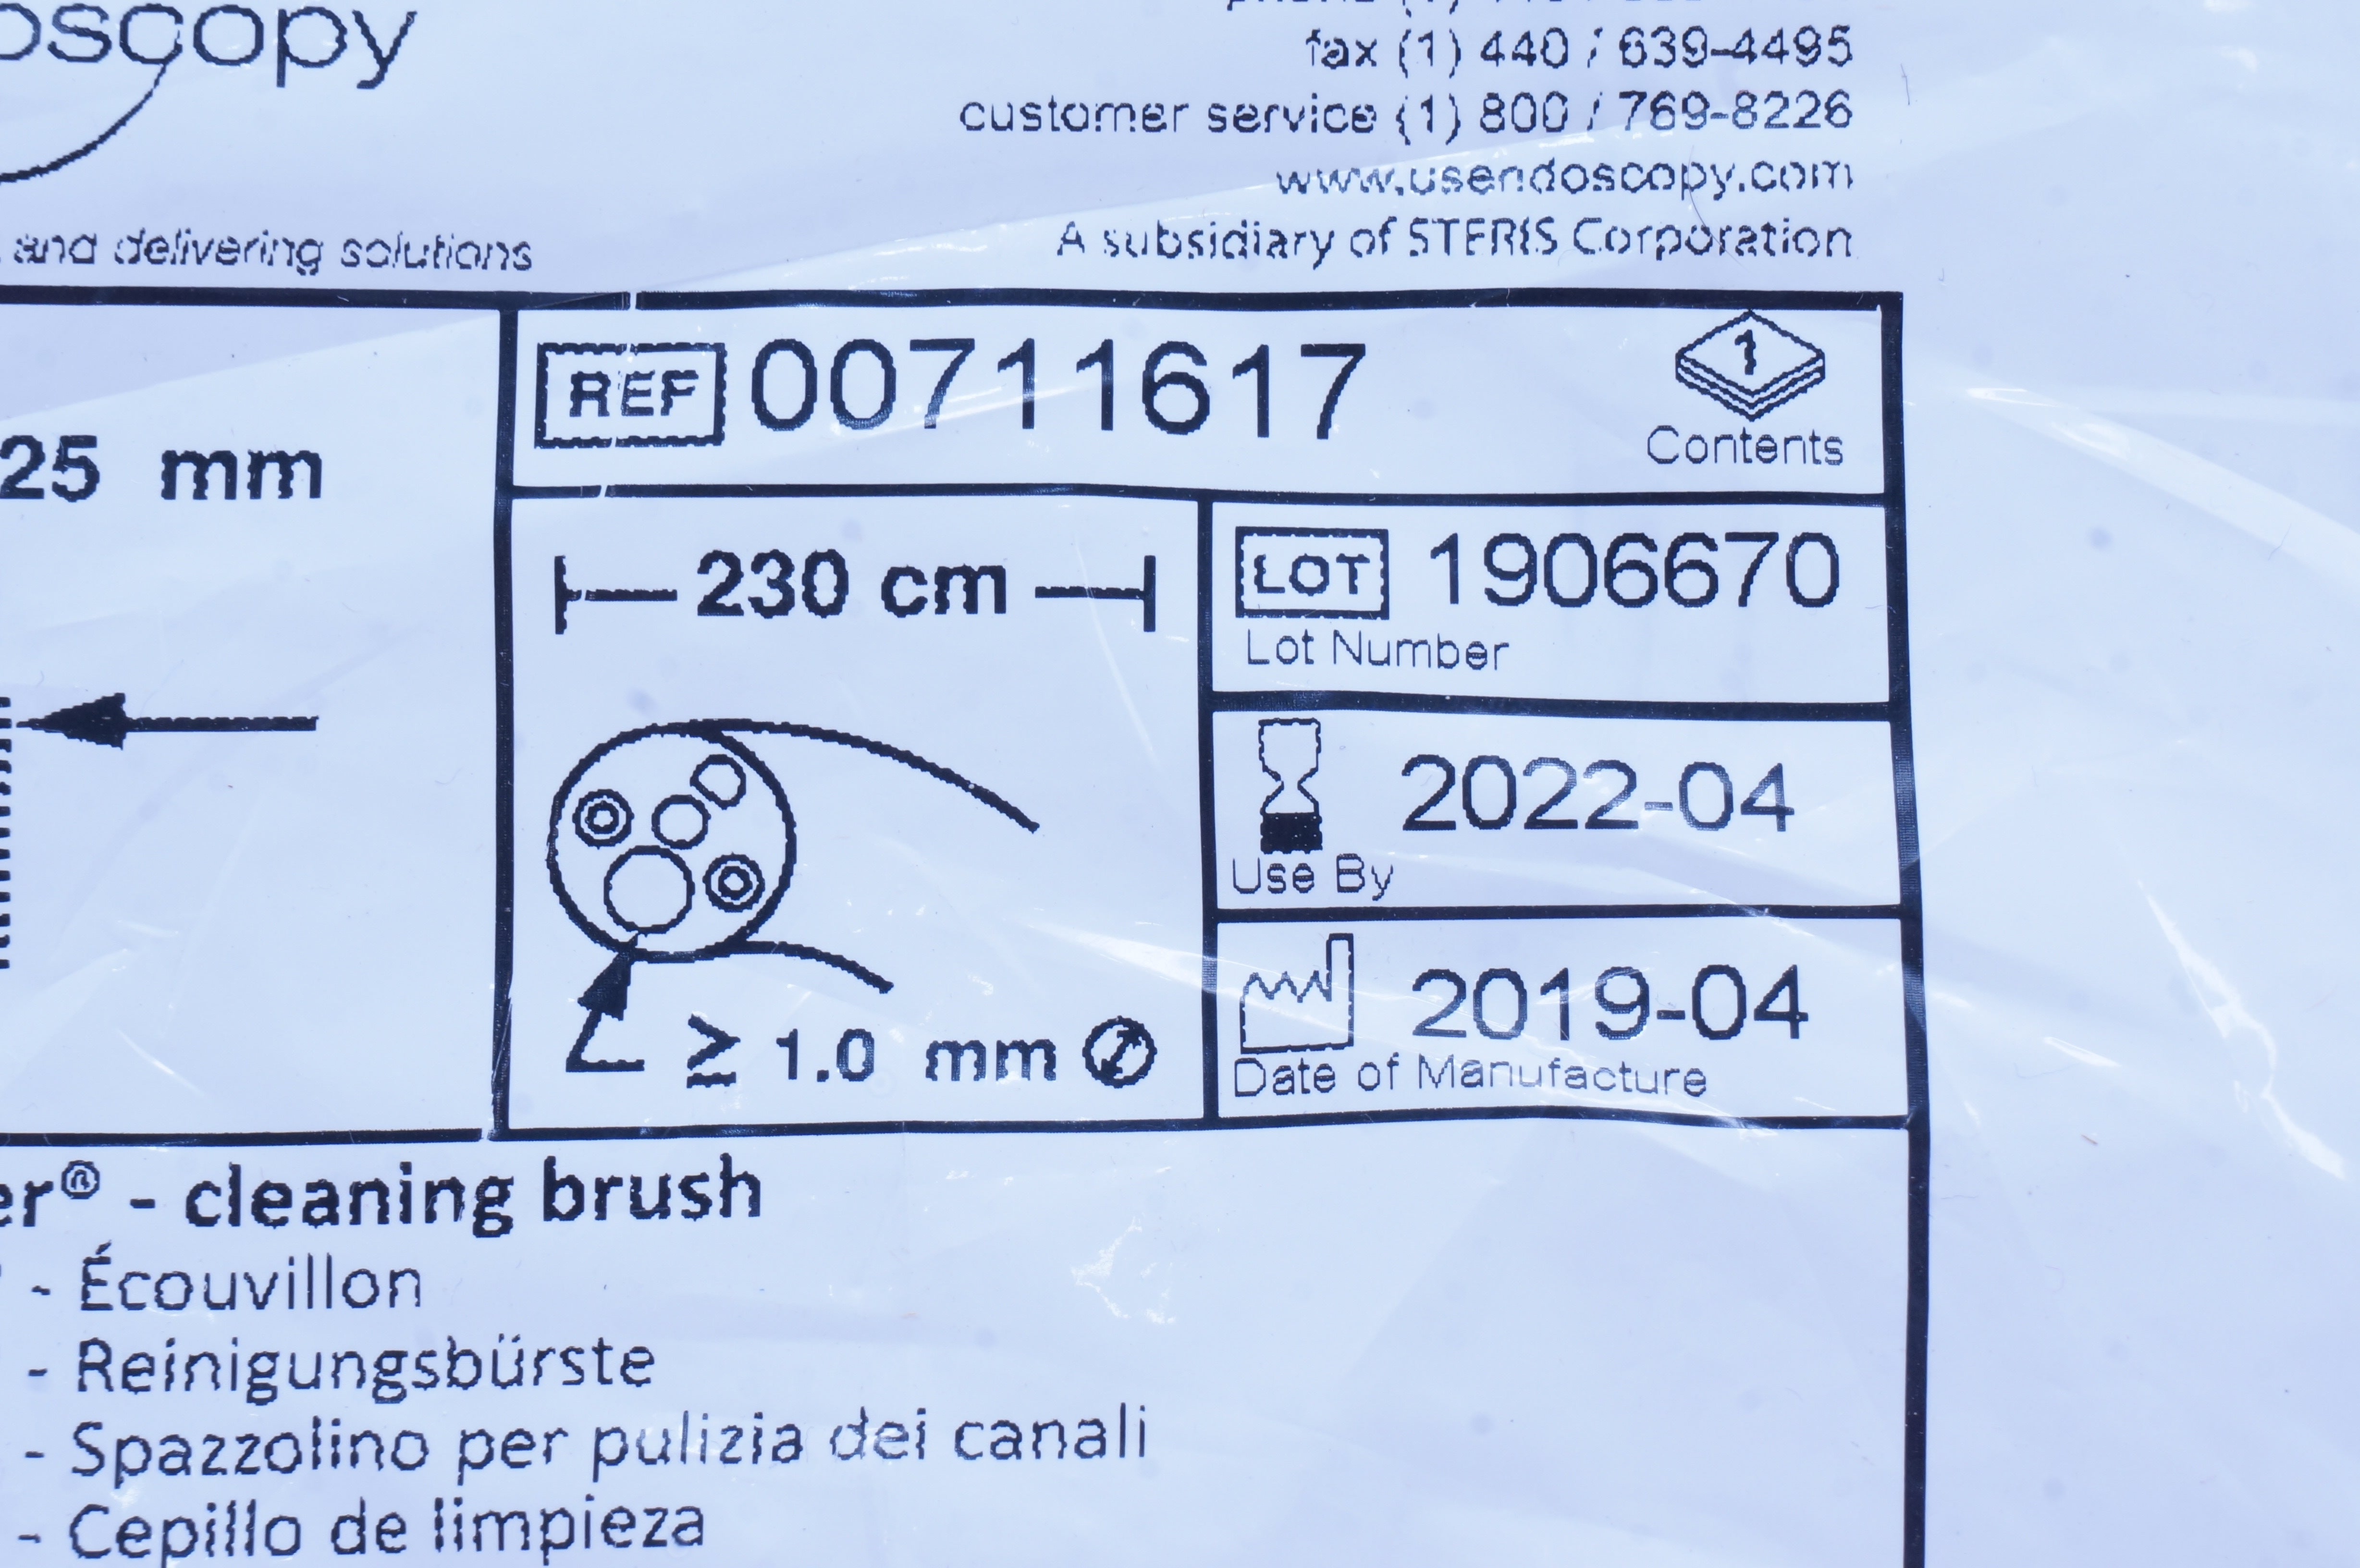 oscopy
fax (1) 440 / 639-4495
customer service (1) 800 / 769-8226
www.usendoscopy.com
A subsidiary of STERIS Corporation
and delivering solutions
REF 00711617
1
Contents
25 mm
230 cm
LOT 1906670
Lot Number
2022-04
Use By
≥ 1.0 mm
2019-04
Date of Manufacture
er® - cleaning brush
- Écouvillon
- Reinigungsbürste
- Spazzolino per pulizia dei canali
- Cepillo de limpieza